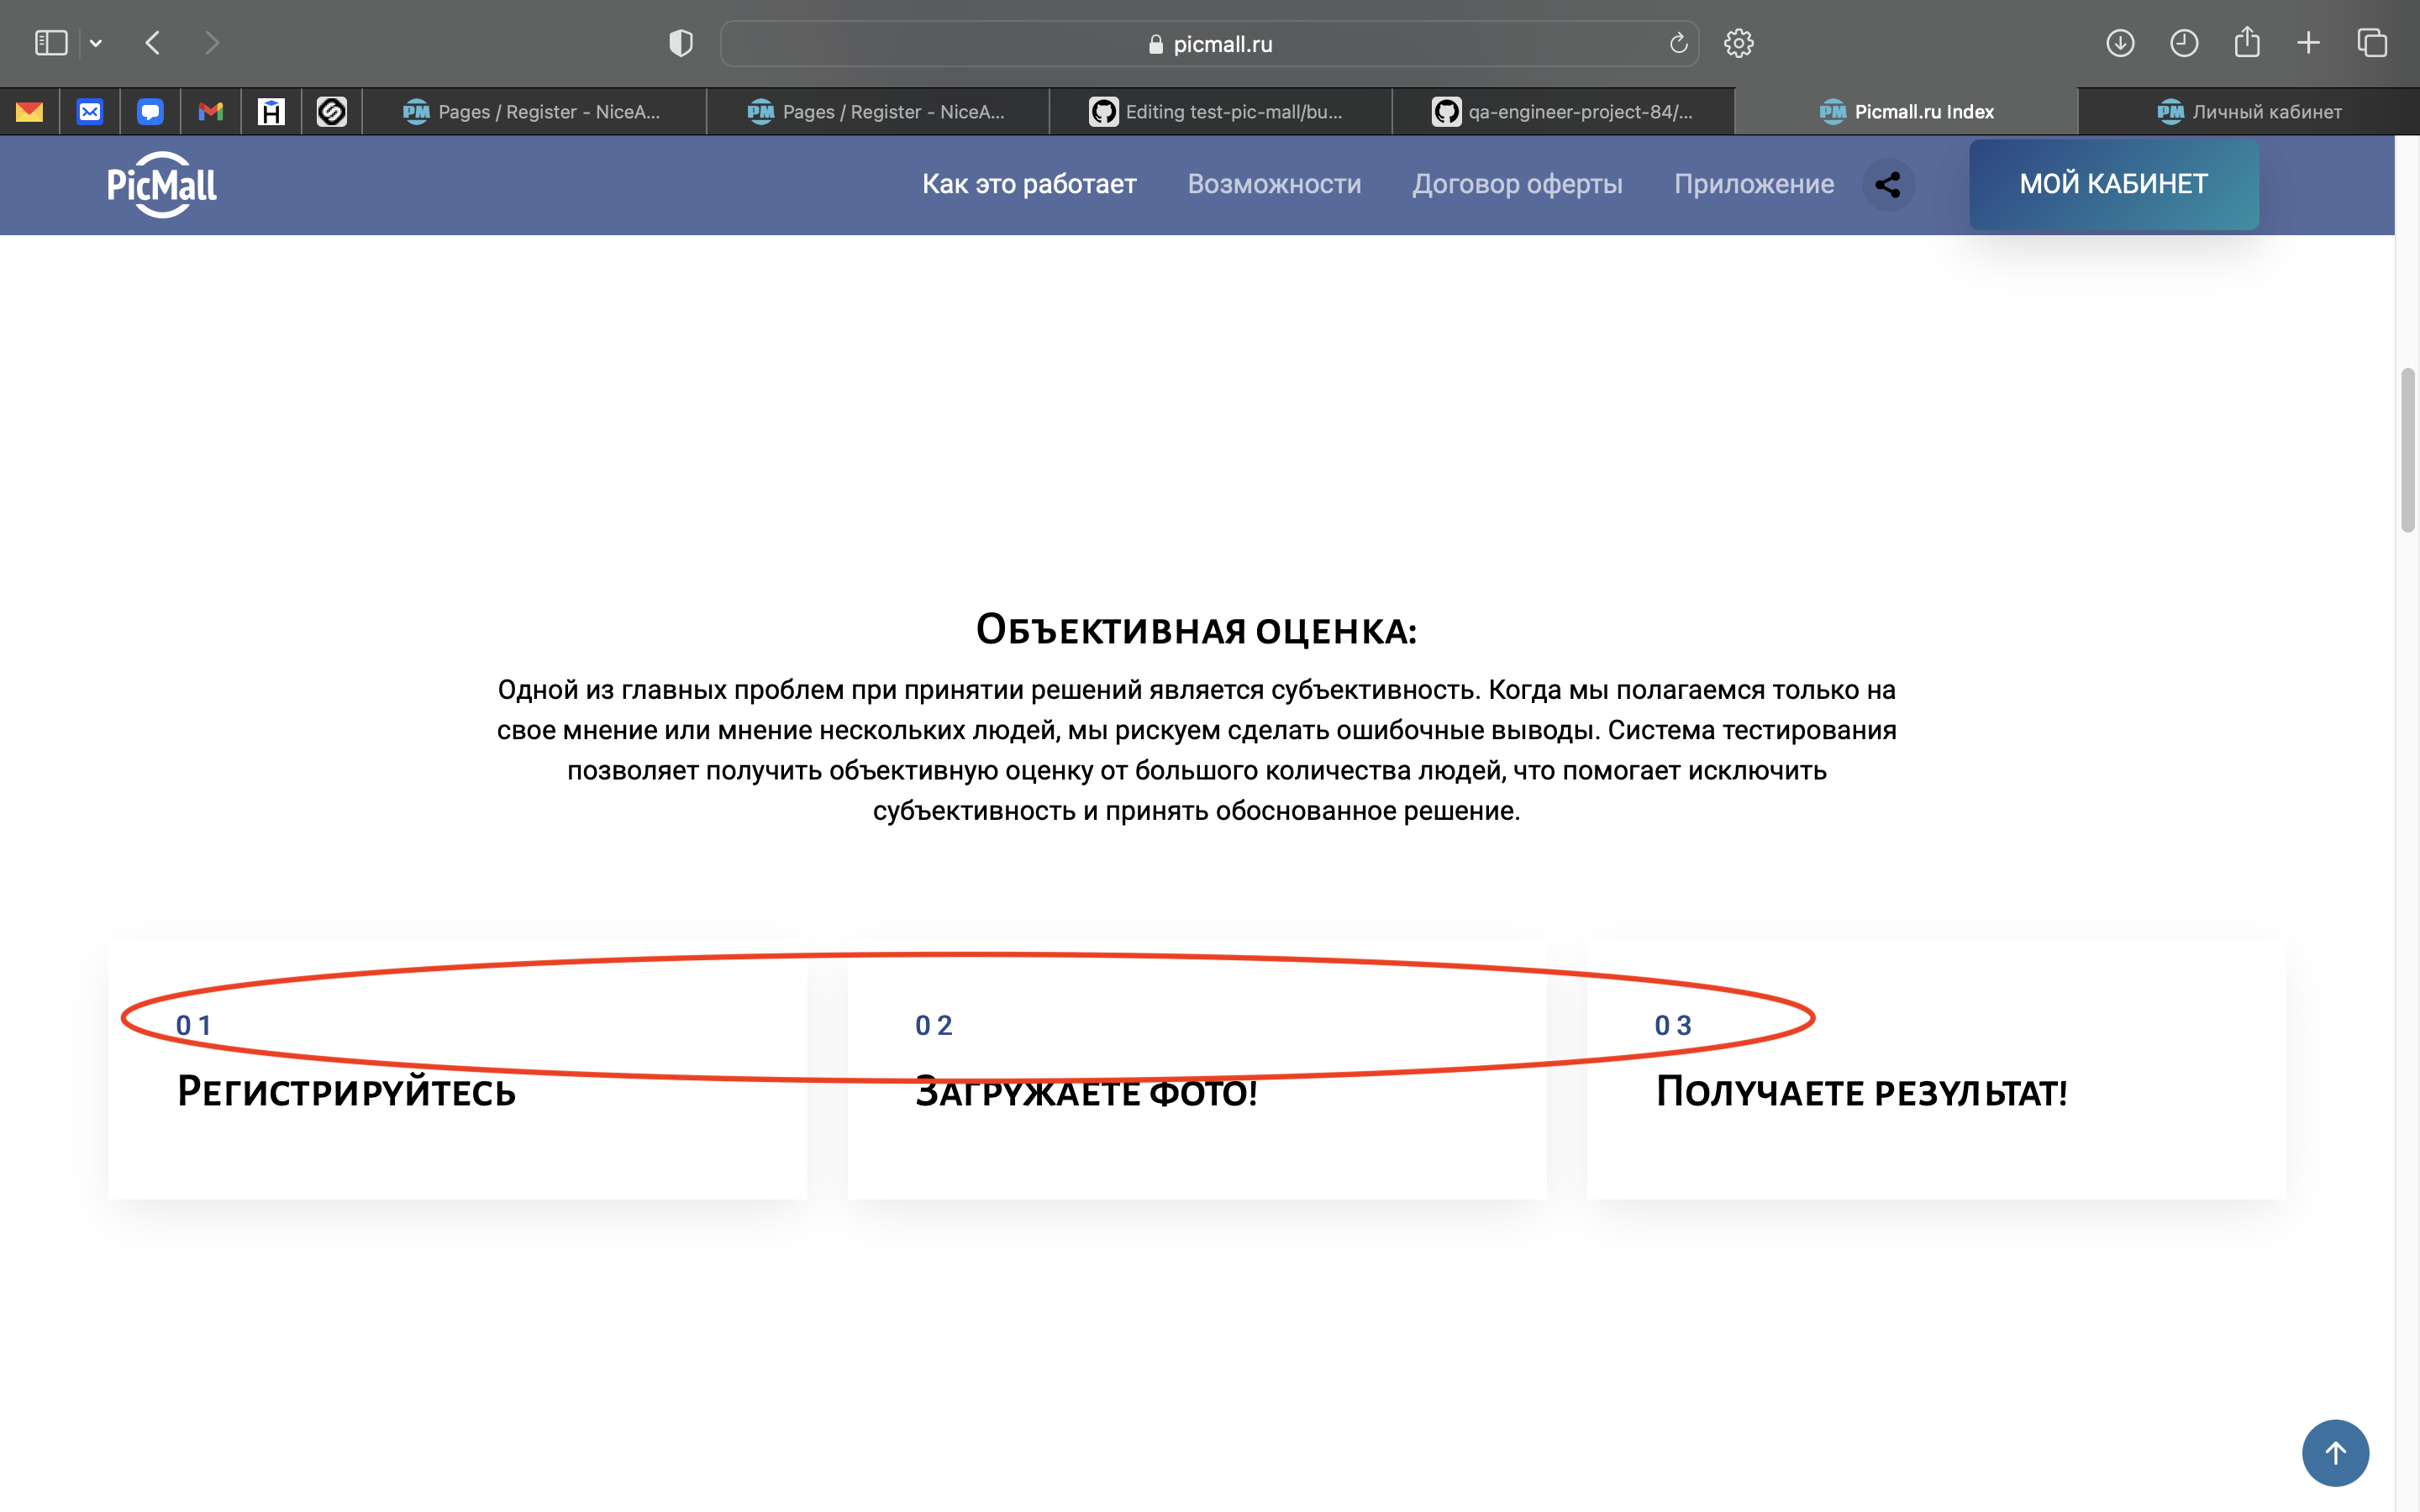 picmall.ru
Pages / Register - NiceA...
Pages / Register - NiceA...
Editing test-pic-mall/bu...
qa-engineer-project-84/...
Picmall.ru Index
Личный кабинет
PicMall
Как это работает
Возможности
Договор оферты
Приложение
МОЙ КАБИНЕТ
Объективная оценка:
Одной из главных проблем при принятии решений является субъективность. Когда мы полагаемся только на
свое мнение или мнение нескольких людей, мы рискуем сделать ошибочные выводы. Система тестирования
позволяет получить объективную оценку от большого количества людей, что помогает исключить
субъективность и принять обоснованное решение.
01
Регистрируйтесь
02
Загружаете фото!
03
Получаете результат!